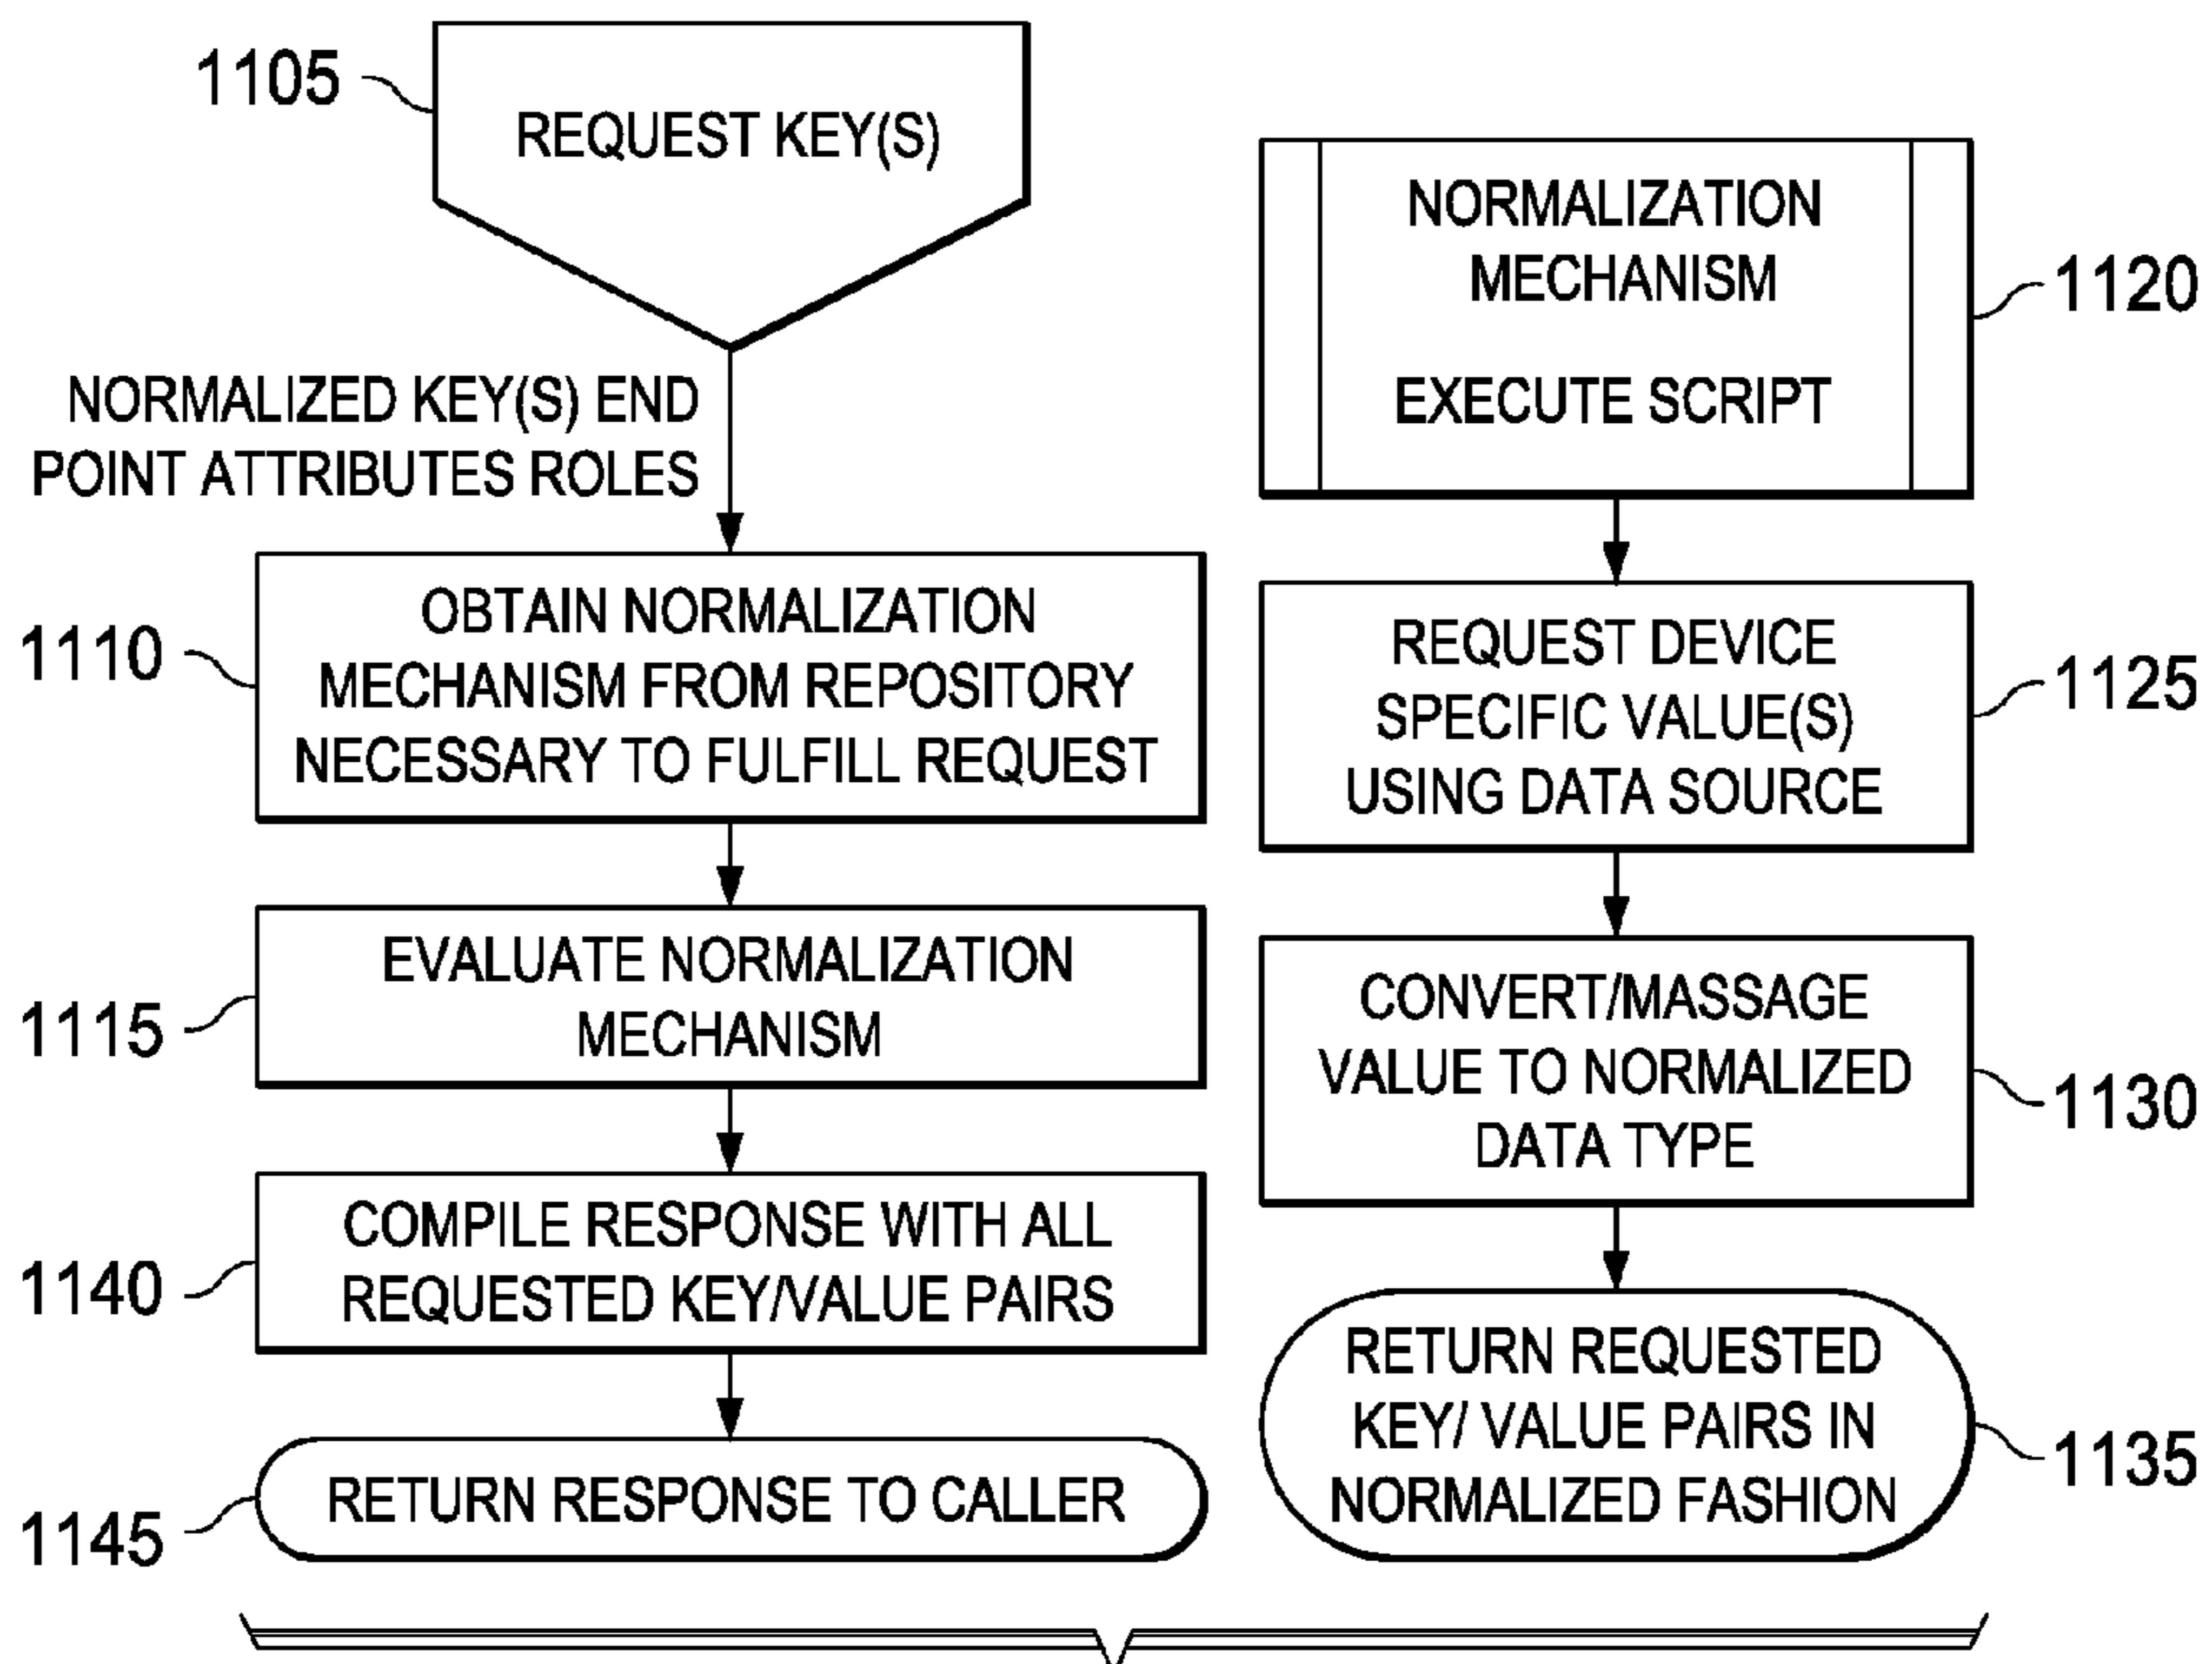 1105
REQUEST KEY(S)
NORMALIZED KEY(S) END
POINT ATTRIBUTES ROLES
1110
OBTAIN NORMALIZATION
MECHANISM FROM REPOSITORY
NECESSARY TO FULFILL REQUEST
1115
EVALUATE NORMALIZATION
MECHANISM
1140
COMPILE RESPONSE WITH ALL
REQUESTED KEY/VALUE PAIRS
1145
RETURN RESPONSE TO CALLER
NORMALIZATION
MECHANISM
EXECUTE SCRIPT
1120
REQUEST DEVICE
SPECIFIC VALUE(S)
USING DATA SOURCE
1125
CONVERT/MASSAGE
VALUE TO NORMALIZED
DATA TYPE
1130
RETURN REQUESTED
KEY/ VALUE PAIRS IN
NORMALIZED FASHION
1135